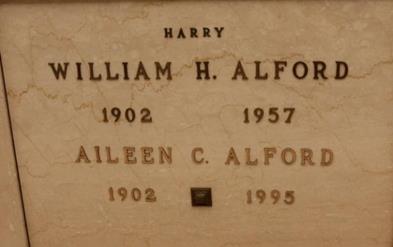 HARRY
WILLIAM H. ALFORD
1902 1957
AILEEN C. ALFORD
1902 1995